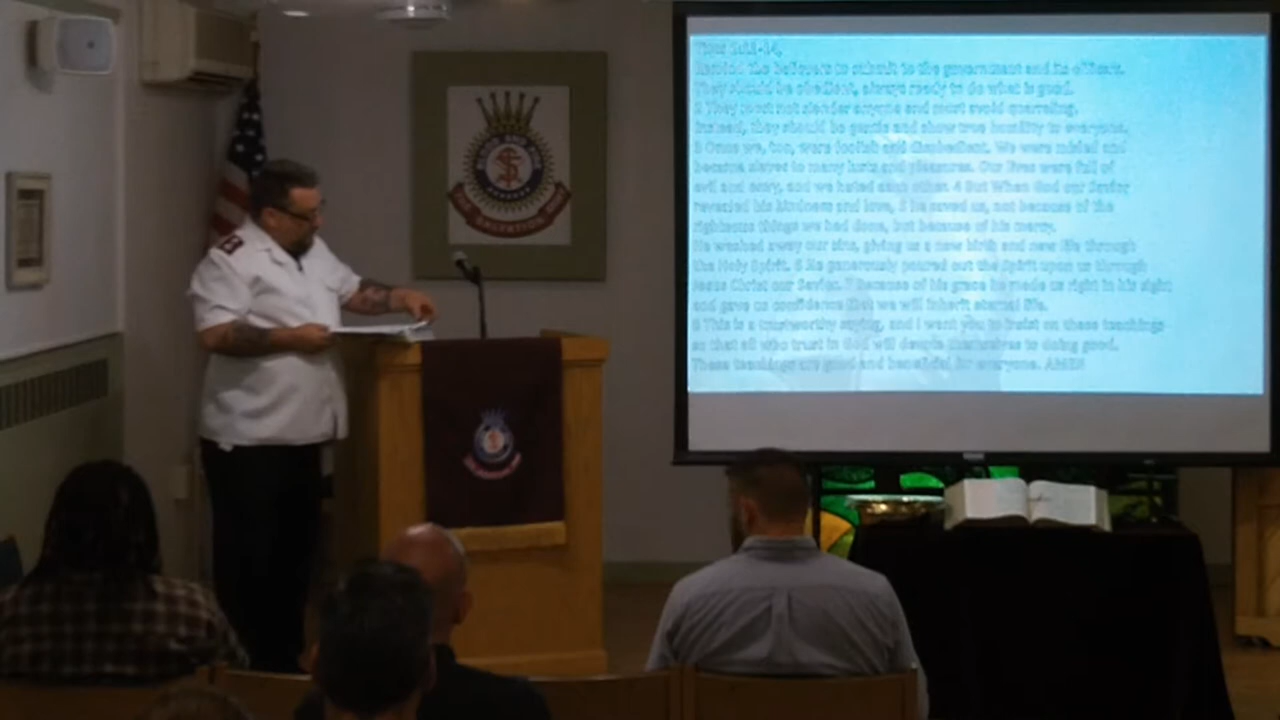 Remind the believers to submit to the government and its officers.
They should be obedient, always ready to do what is good.
They must not slander anyone and must avoid quarreling.
Instead, they should be gentle and show true humility to everyone.
3 Once we, too, were foolish and disobedient. We were misled and
became slaves to many lusts and pleasures. Our lives were full of
evil and envy, and we hated each other. 4 But When God our Savior
revealed his kindness and love, 5 he saved us, not because of the
righteous things we had done, but because of his mercy.
He washed away our sins, giving us a new birth and new life through
the Holy Spirit. 6 He generously poured out the Spirit upon us through
Jesus Christ our Savior. 7 Because of his grace he made us right in his sight
and gave us confidence that we will inherit eternal life.
8 This is a trustworthy saying, and I want you to insist on these teachings
so that all who trust in God will devote themselves to doing good.
These teachings are good and beneficial for everyone. AMEN
BLOOD AND FIRE
S
THE SALVATION ARMY